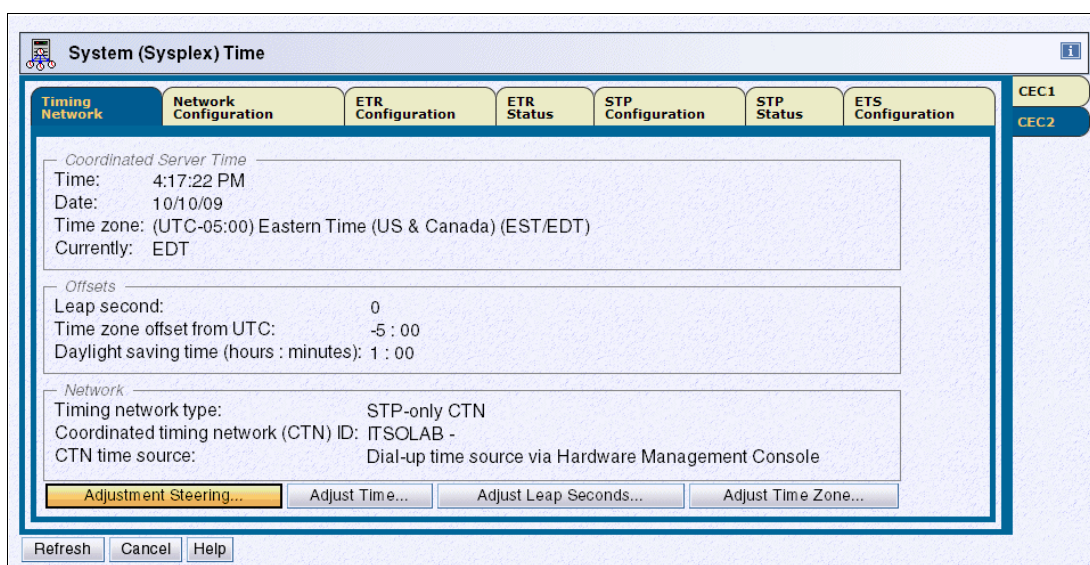 System (Sysplex) Time
i
CEC1
CEC2
Timing Network
Network Configuration
ETR Configuration
ETR Status
STP Configuration
STP Status
ETS Configuration
Coordinated Server Time
Time: 4:17:22 PM
Date: 10/10/09
Time zone: (UTC-05:00) Eastern Time (US & Canada) (EST/EDT)
Currently: EDT
Offsets
Leap second: 0
Time zone offset from UTC: -5 : 00
Daylight saving time (hours : minutes): 1 : 00
Network
Timing network type: STP-only CTN
Coordinated timing network (CTN) ID: ITSOLAB -
CTN time source: Dial-up time source via Hardware Management Console
Adjustment Steering... Adjust Time... Adjust Leap Seconds... Adjust Time Zone...
Refresh Cancel Help